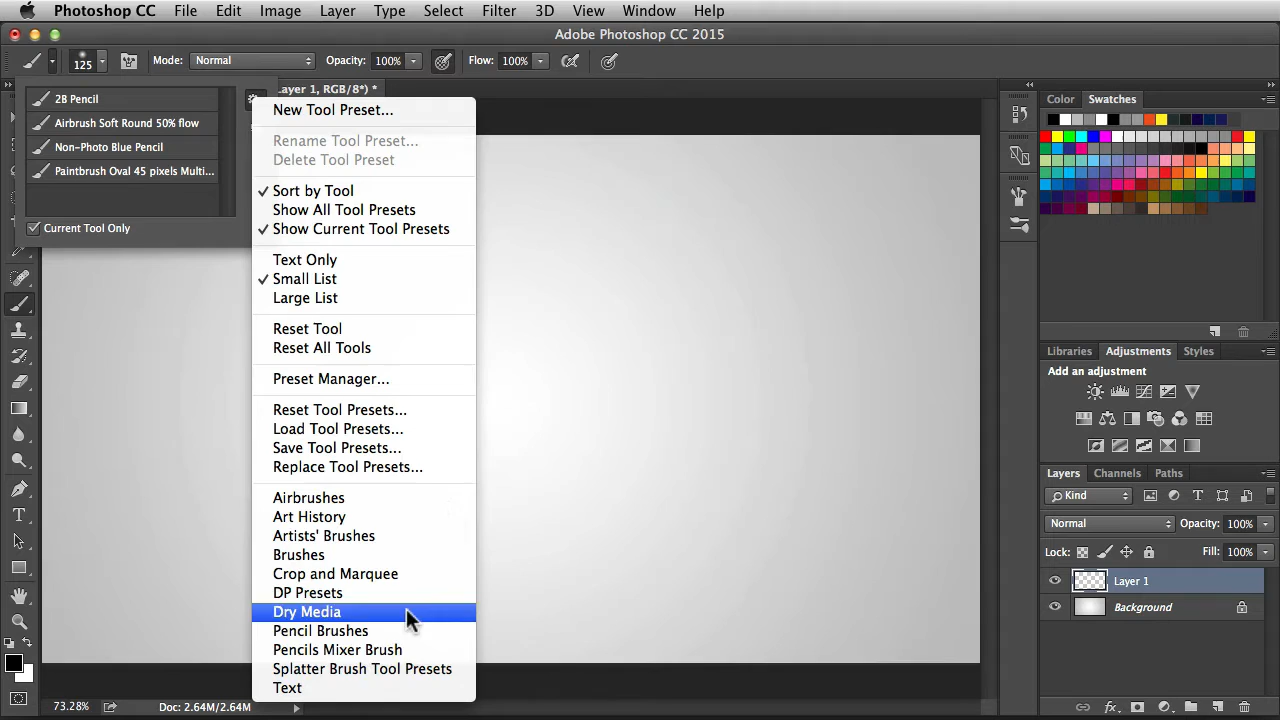 Photoshop CC File Edit Image Layer Type Select Filter 3D View Window Help
Adobe Photoshop CC 2015
125 Mode: Normal Opacity: 100% Flow: 100%
Layer 1, RGB/8*) *
2B Pencil
Airbrush Soft Round 50% flow
Non-Photo Blue Pencil
Paintbrush Oval 45 pixels Multi...
Current Tool Only
New Tool Preset...
Rename Tool Preset...
Delete Tool Preset
Sort by Tool
Show All Tool Presets
Show Current Tool Presets
Text Only
Small List
Large List
Reset Tool
Reset All Tools
Preset Manager...
Reset Tool Presets...
Load Tool Presets...
Save Tool Presets...
Replace Tool Presets...
Airbrushes
Art History
Artists' Brushes
Brushes
Crop and Marquee
DP Presets
Dry Media
Pencil Brushes
Pencils Mixer Brush
Splatter Brush Tool Presets
Text
Color Swatches
Libraries Adjustments Styles
Add an adjustment
Layers Channels Paths
Kind
Normal Opacity: 100%
Lock: Fill: 100%
Layer 1
Background
73.28% Doc: 2.64M/2.64M